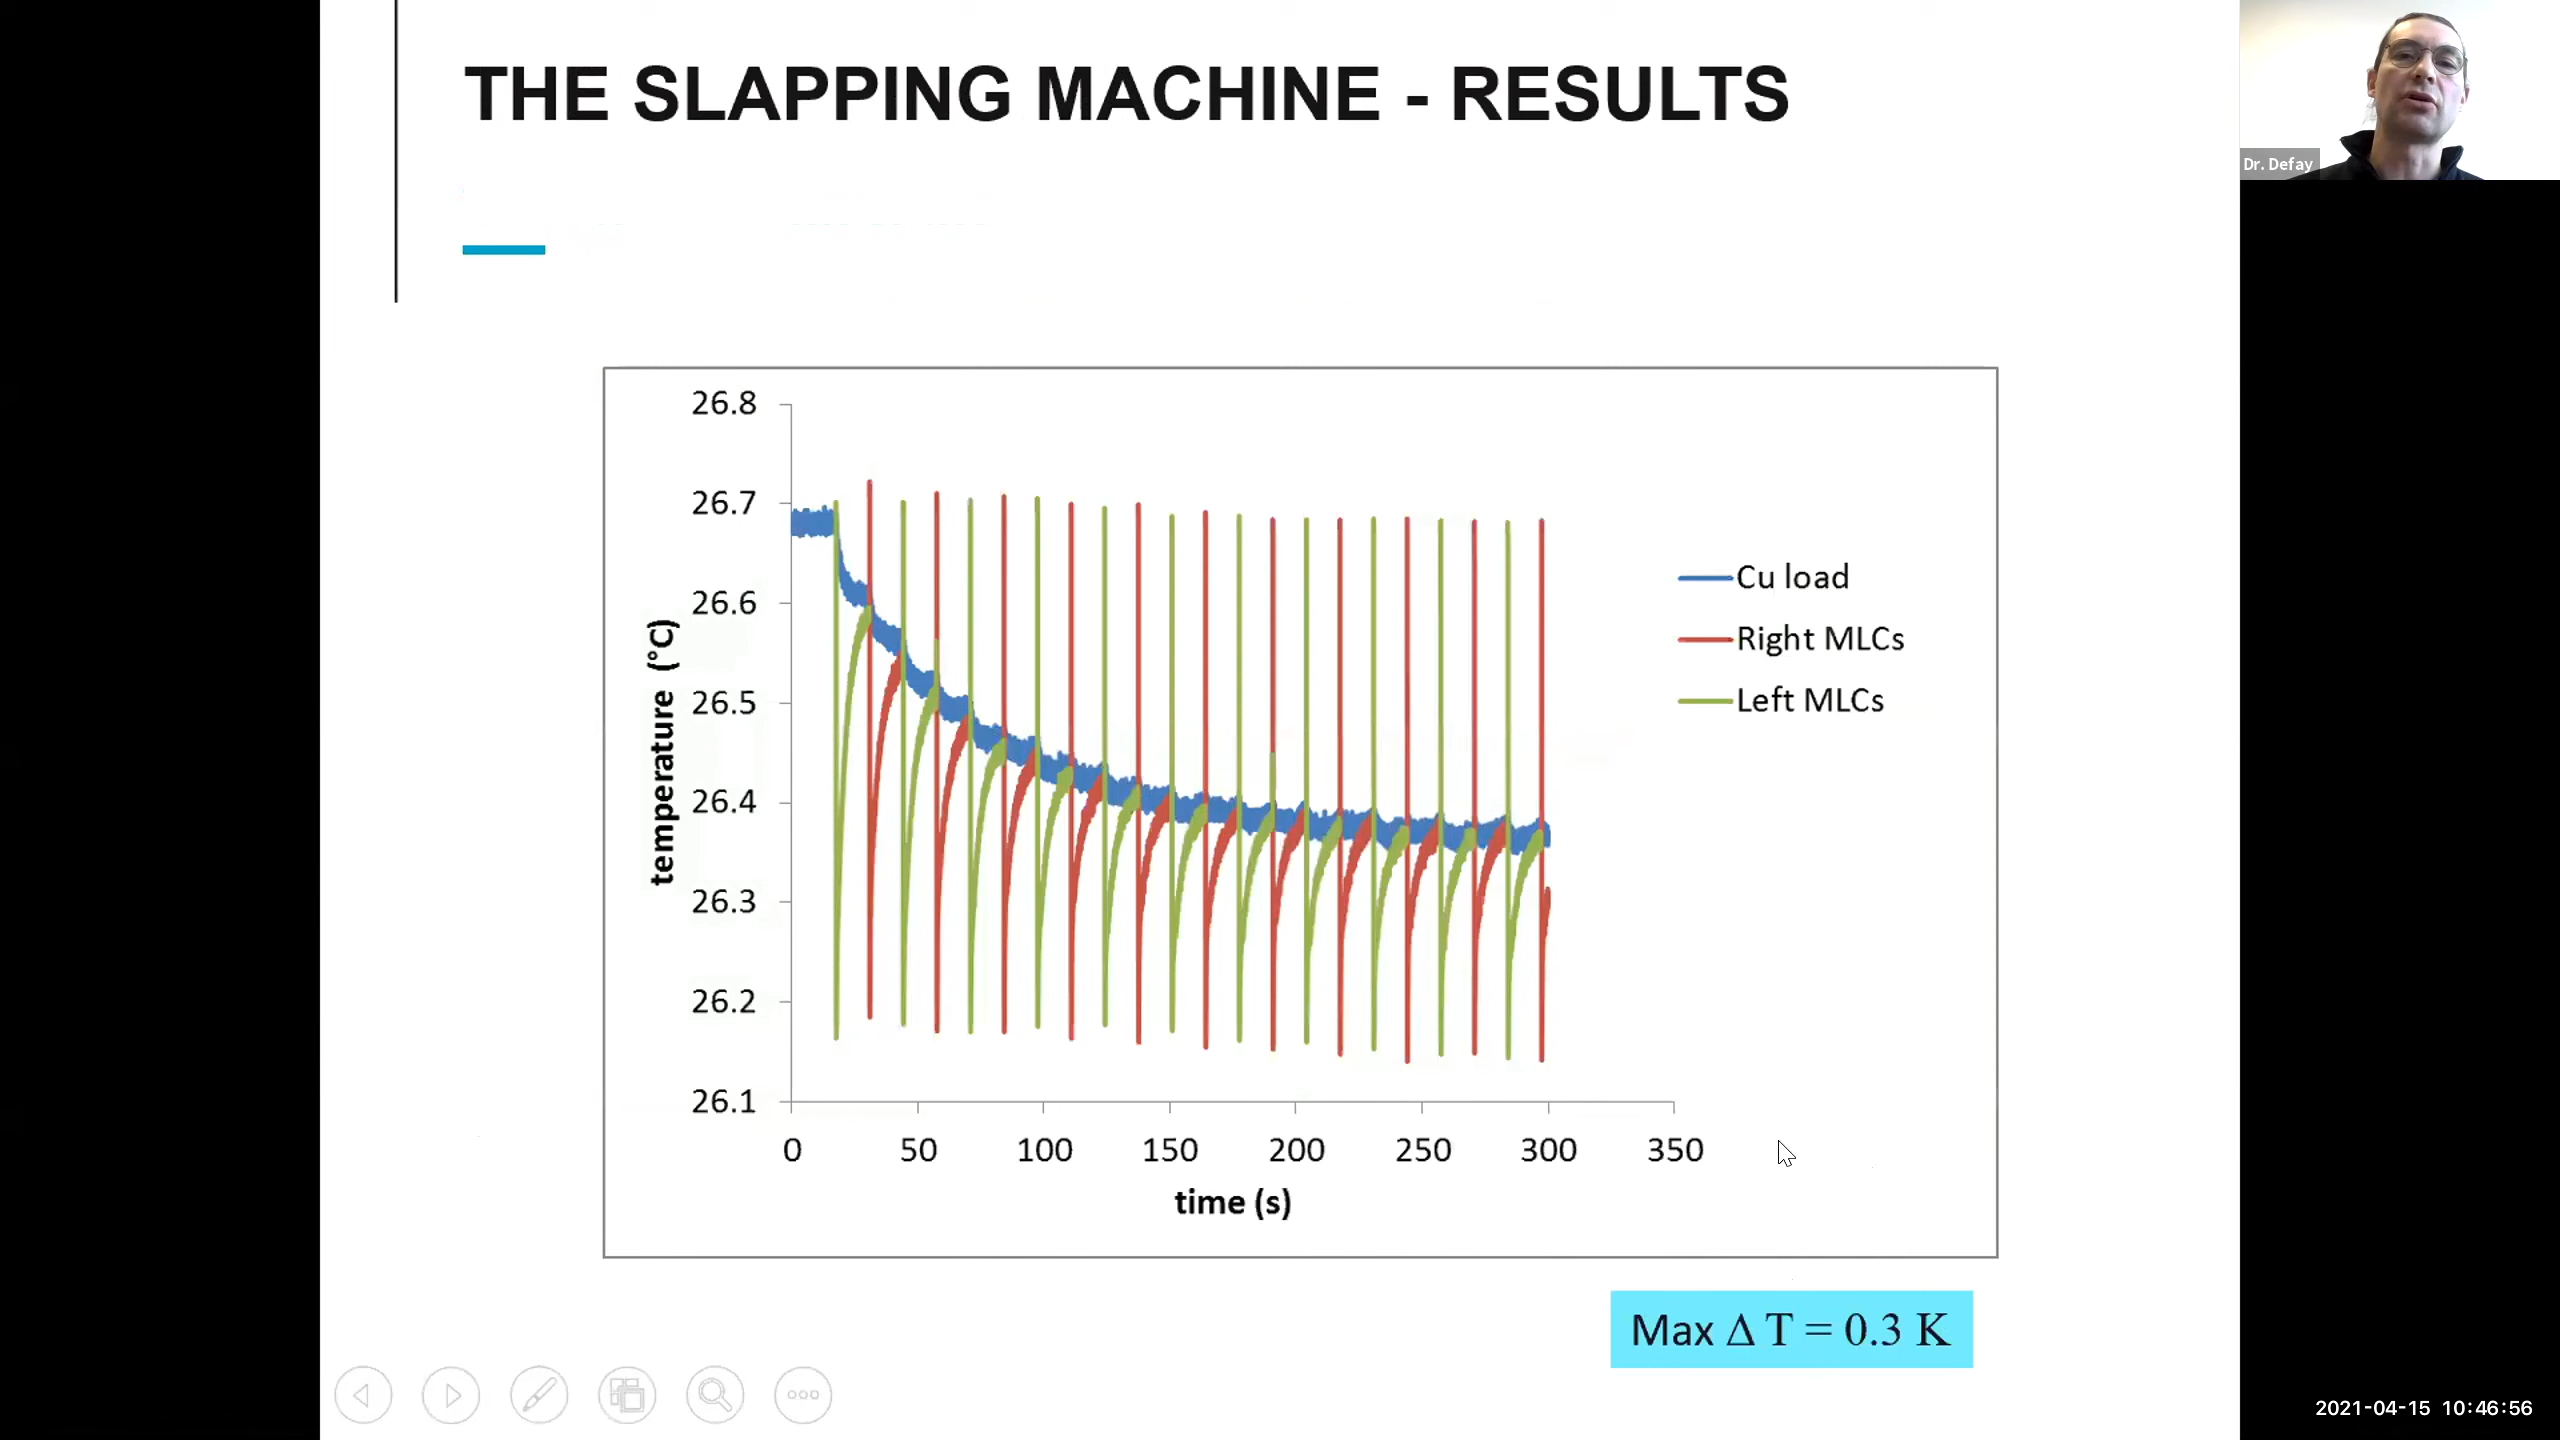 THE SLAPPING MACHINE - RESULTS
Dr. Defay
26.8
26.7
26.6
26.5
26.4
26.3
26.2
26.1
temperature (°C)
0 50 100 150 200 250 300 350
time (s)
Cu load
Right MLCs
Left MLCs
Max Δ T = 0.3 K
2021-04-15 10:46:56